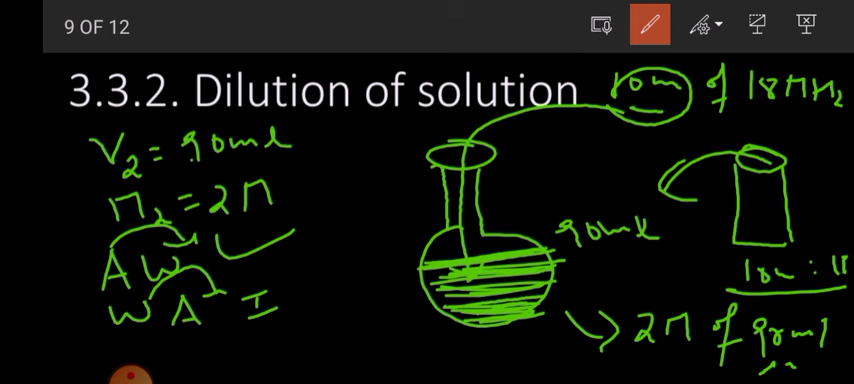 9 OF 12
3.3.2. Dilution of solution
10m of 18M H₂
V₂ = 90ml
M₂ = 2M
AW
WA I
90ml
2M of 90ml